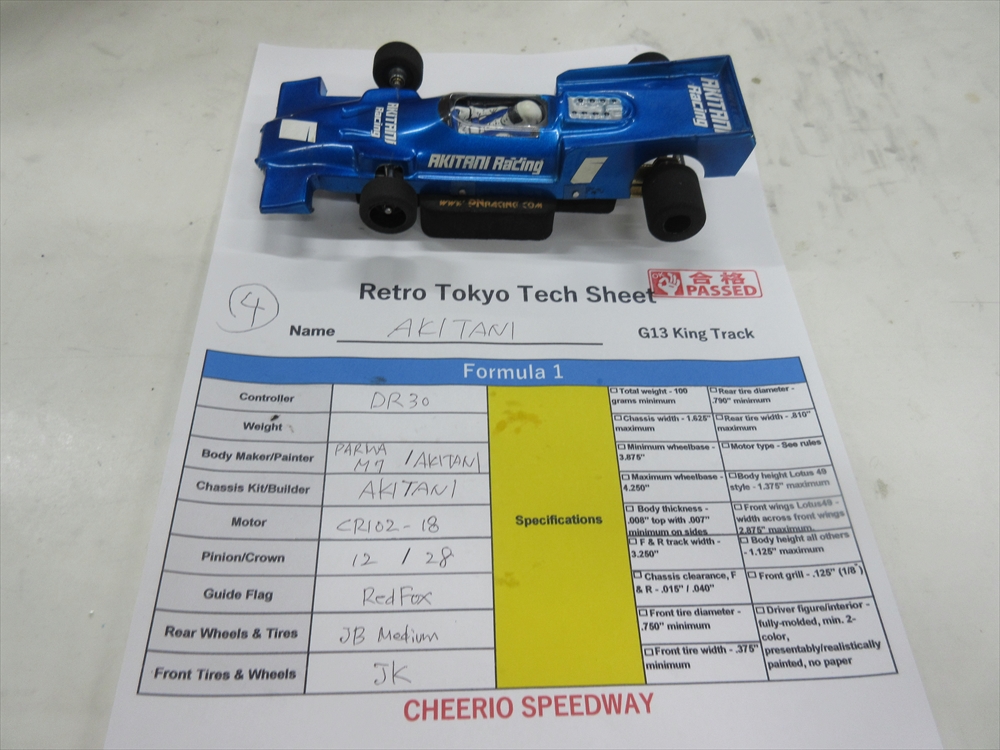 AKITANI
Racing
AKITANI Racing
AKITANI
Racing
WWW.PNRACING.COM
Retro Tokyo Tech Sheet
合格
PASSED
4
Name AKITANI
G13 King Track
Formula 1
Controller DR30
Weight
Body Maker/Painter PARMA M7 /AKITANI
Chassis Kit/Builder AKITANI
Motor CR102-18
Pinion/Crown 12 / 28
Guide Flag RedFox
Rear Wheels & Tires JB Medium
Front Tires & Wheels JK
Specifications
Total weight - 100
grams minimum
Rear tire diameter -
.790" minimum
Chassis width - 1.625"
maximum
Rear tire width - .810"
maximum
Minimum wheelbase -
3.875"
Motor type - See rules
Maximum wheelbase -
4.250"
Body height Lotus 49
style - 1.375" maximum
Body thickness -
.008" top with .007"
minimum on sides
Front wings Lotus49 -
width across front wings
2.875" maximum
F & R track width -
3.250"
Body height all others
- 1.125" maximum
Chassis clearance, F
& R - .015" / .040"
Front grill - .125" (1/8")
Front tire diameter -
.750" minimum
Driver figure/interior -
fully-molded, min. 2-
color,
presentably/realistically
painted, no paper
Front tire width - .375"
minimum
CHEERIO SPEEDWAY